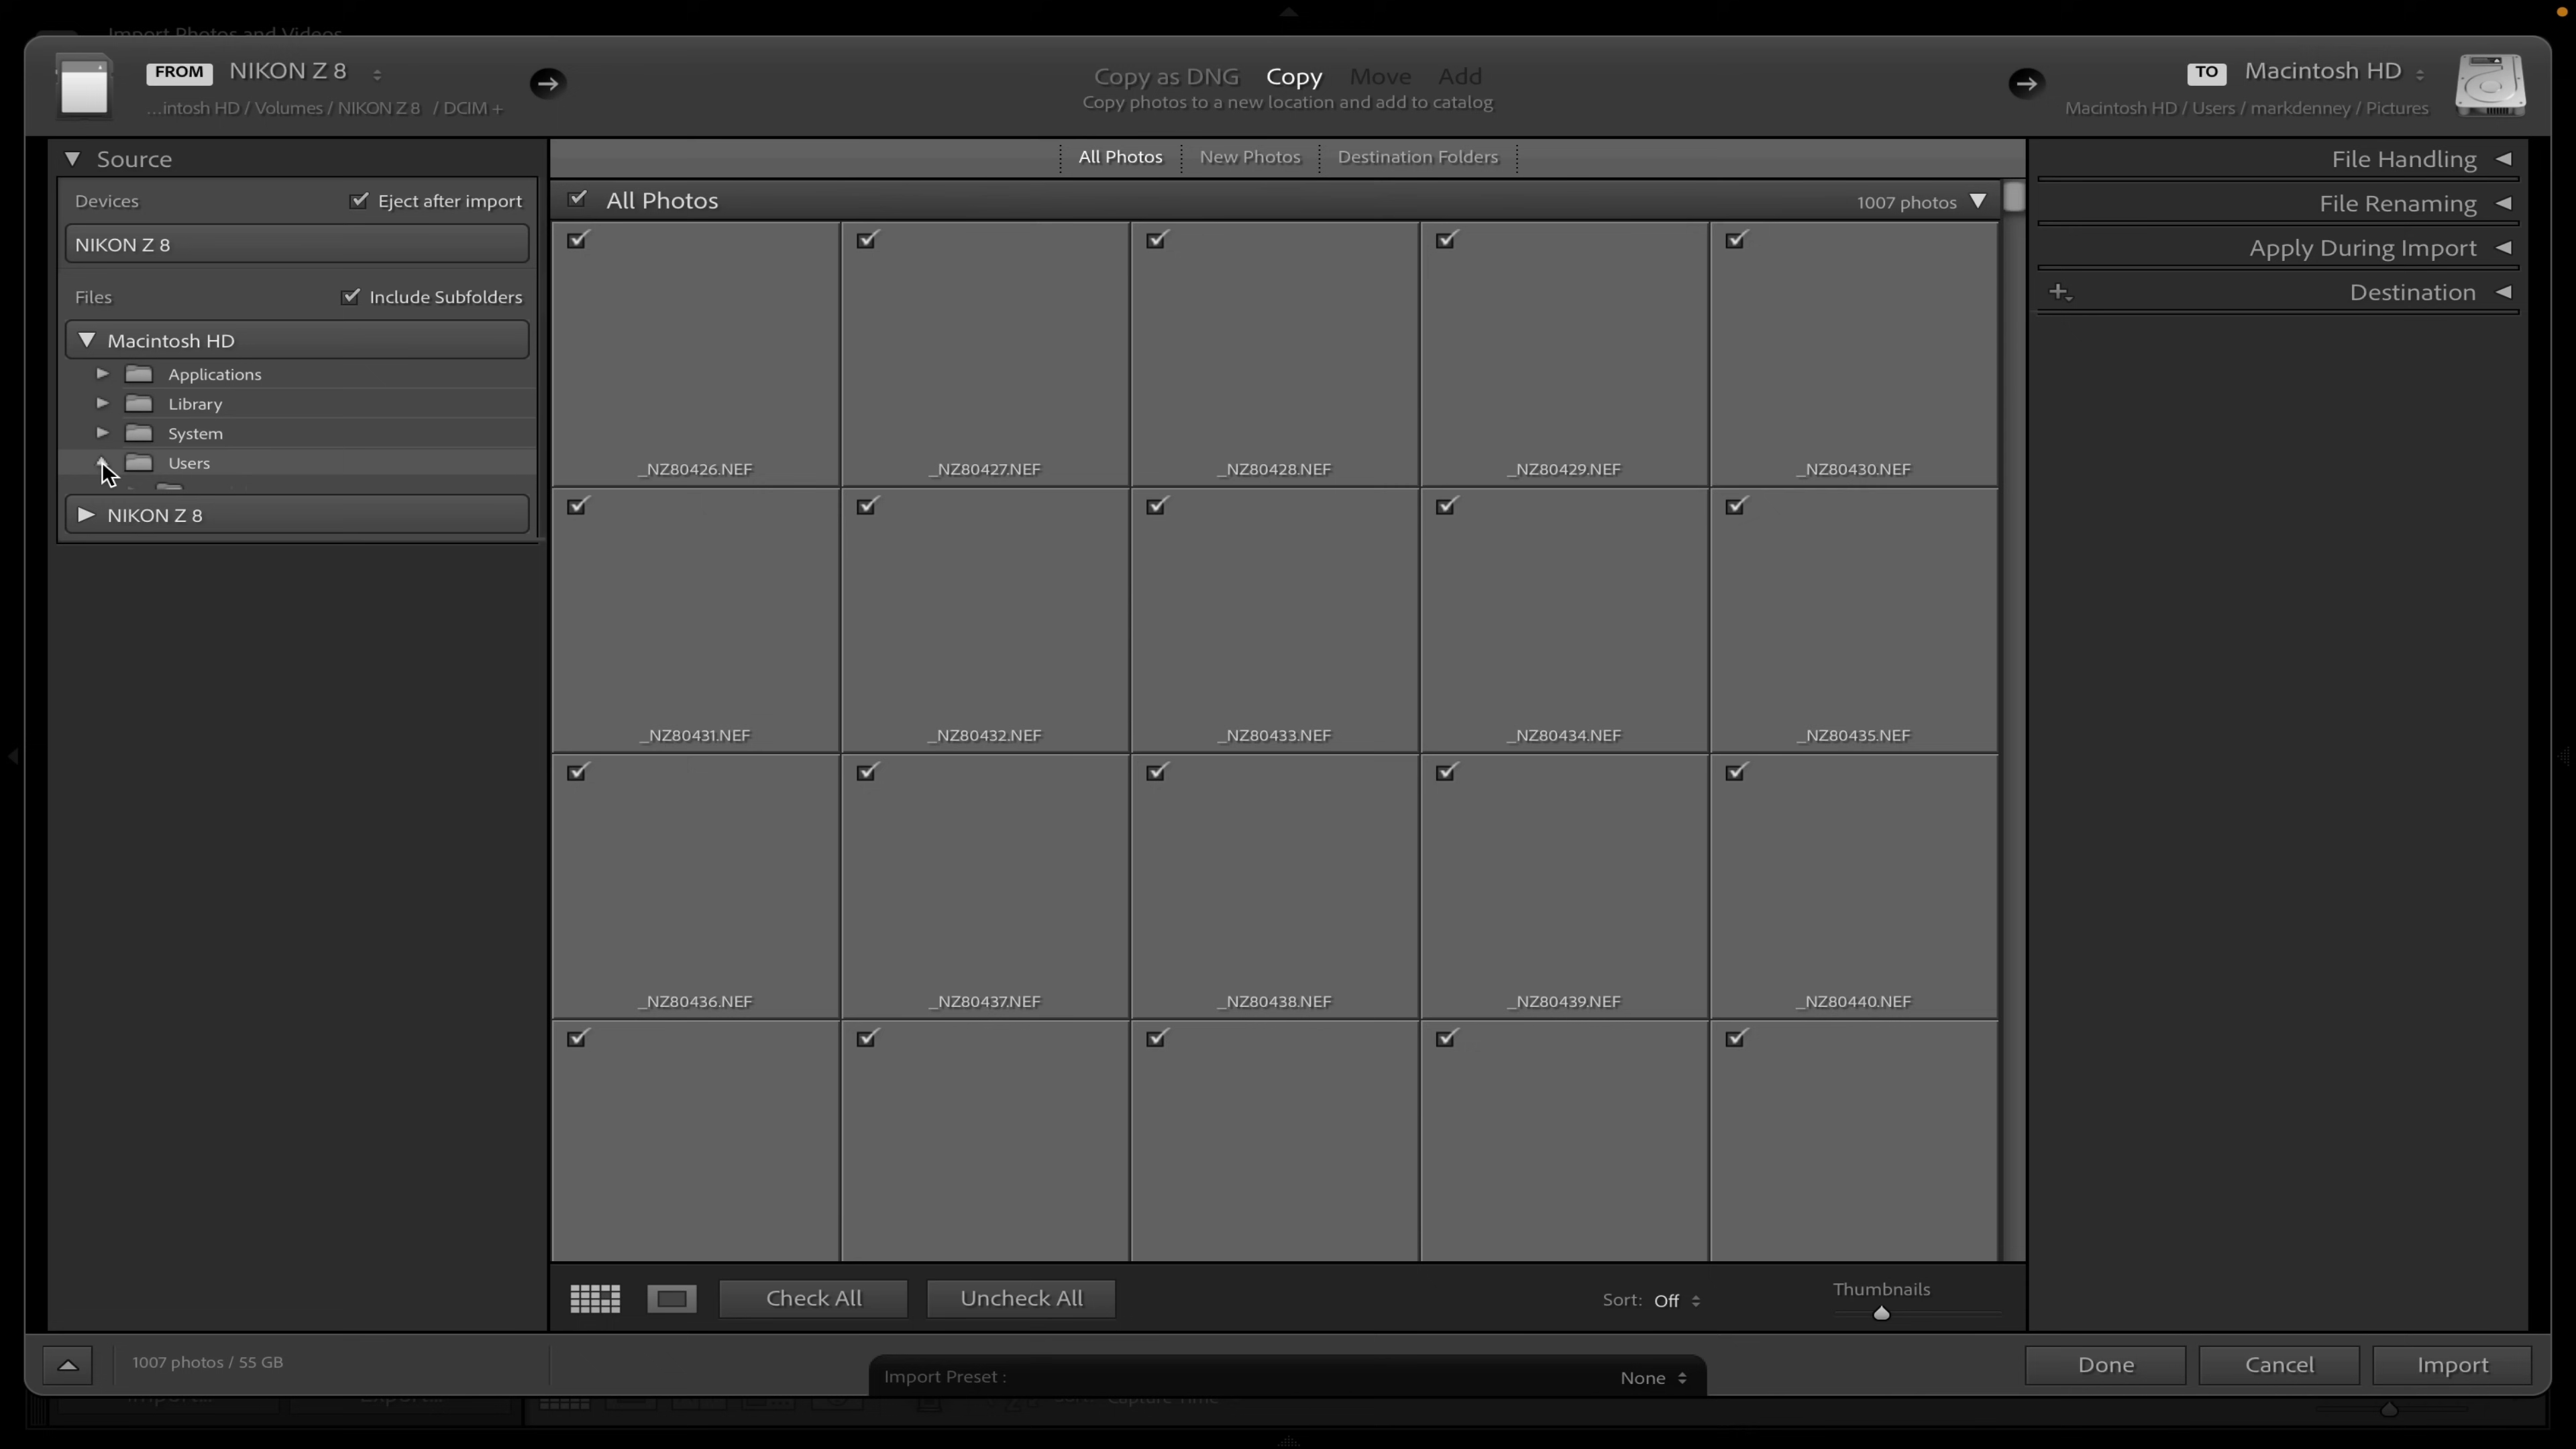 Import Photos and Videos
FROM NIKON Z 8
...intosh HD / Volumes / NIKON Z 8 / DCIM +
Copy as DNG Copy Move Add
Copy photos to a new location and add to catalog
TO Macintosh HD
Macintosh HD / Users / markdenney / Pictures
Source
Devices
Eject after import
NIKON Z 8
Files
Include Subfolders
Macintosh HD
Applications
Library
System
Users
NIKON Z 8
All Photos New Photos Destination Folders
All Photos
1007 photos
_NZ80426.NEF
_NZ80427.NEF
_NZ80428.NEF
_NZ80429.NEF
_NZ80430.NEF
_NZ80431.NEF
_NZ80432.NEF
_NZ80433.NEF
_NZ80434.NEF
_NZ80435.NEF
_NZ80436.NEF
_NZ80437.NEF
_NZ80438.NEF
_NZ80439.NEF
_NZ80440.NEF
File Handling
File Renaming
Apply During Import
Destination
Check All
Uncheck All
Sort: Off
Thumbnails
1007 photos / 55 GB
Import Preset :
None
Done
Cancel
Import
Capture Time